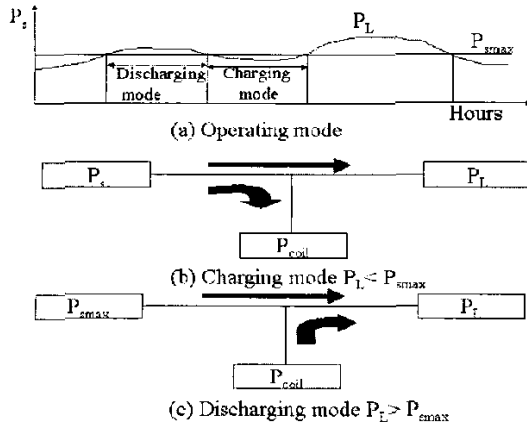 P_s
P_L
P_smax
Discharging mode
Charging mode
Hours
(a) Operating mode
P_s
P_L
P_coil
(b) Charging mode P_L< P_smax
P_smax
P_coil
(c) Discharging mode P_L> P_smax